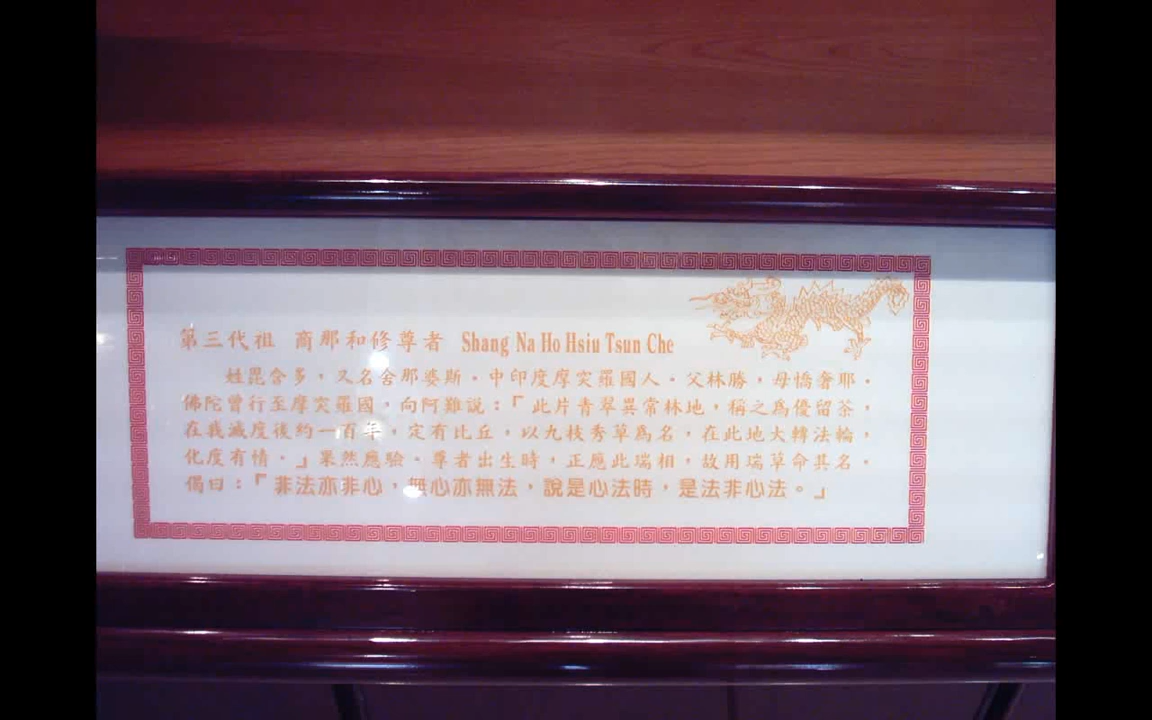 第三代祖 商那和修尊者 Shang Na Ho Hsiu Tsun Che
姓毘舍多，又名舍那婆斯。中印度摩突羅國人。父林勝，母憍奢耶。
佛陀曾行至摩突羅國，向阿難說：「此片青翠異常林地，稱之為優留茶，
在我滅度後約一百年，定有比丘，以九枝秀草為名，在此地大轉法輪，
化度有情。」果然應驗。尊者出生時，正應此瑞相，故用瑞草命其名。
偈曰：「非法亦非心，無心亦無法，說是心法時，是法非心法。」